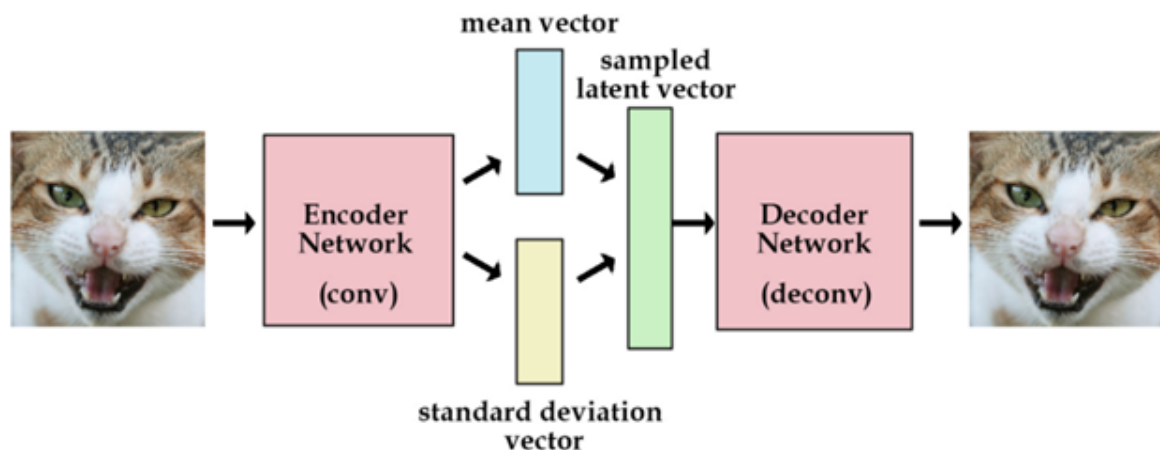 mean vector
sampled
latent vector
Encoder
Network
(conv)
Decoder
Network
(deconv)
standard deviation
vector